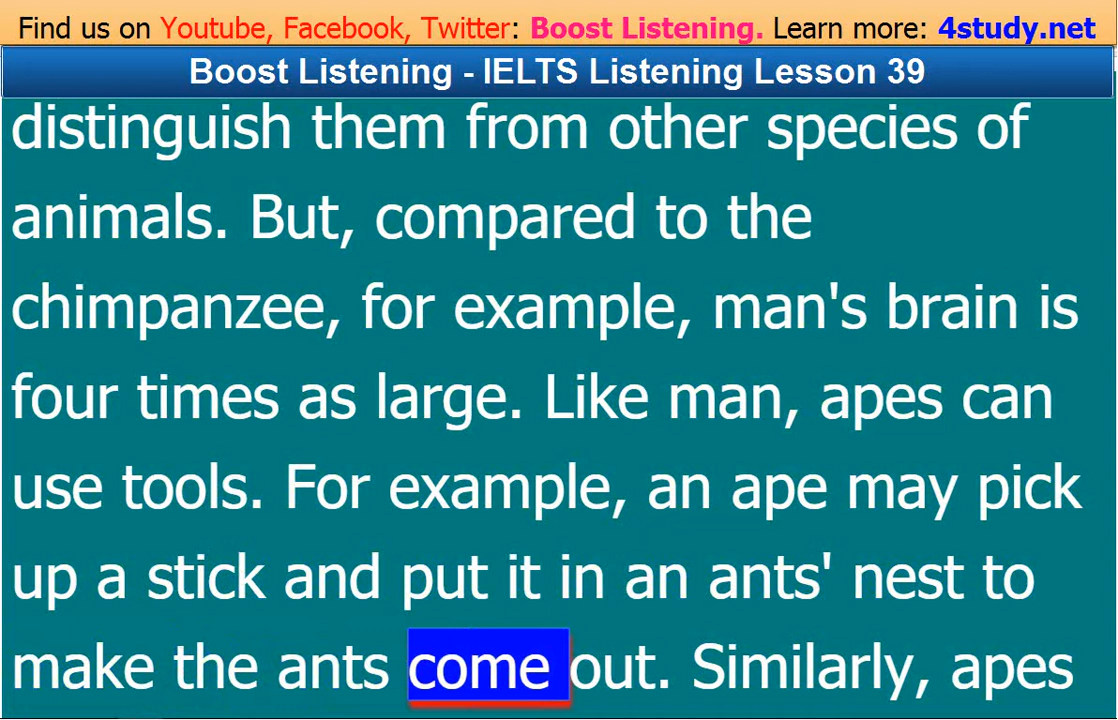 Find us on Youtube, Facebook, Twitter: Boost Listening. Learn more: 4study.net
Boost Listening - IELTS Listening Lesson 39
distinguish them from other species of
animals. But, compared to the
chimpanzee, for example, man's brain is
four times as large. Like man, apes can
use tools. For example, an ape may pick
up a stick and put it in an ants' nest to
make the ants come out. Similarly, apes